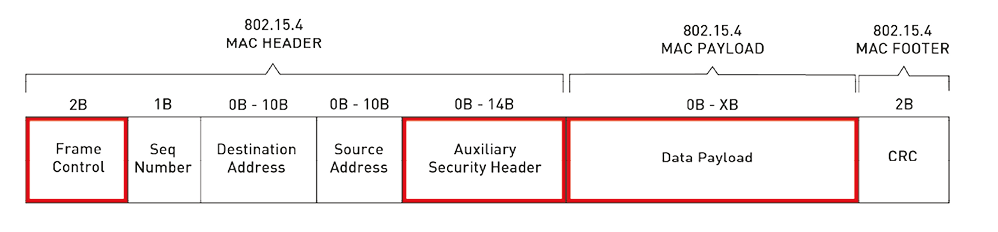 802.15.4
MAC HEADER
802.15.4
MAC PAYLOAD
802.15.4
MAC FOOTER
2B
1B
0B - 10B
0B - 10B
0B - 14B
0B - XB
2B
Frame
Control
Seq
Number
Destination
Address
Source
Address
Auxiliary
Security Header
Data Payload
CRC